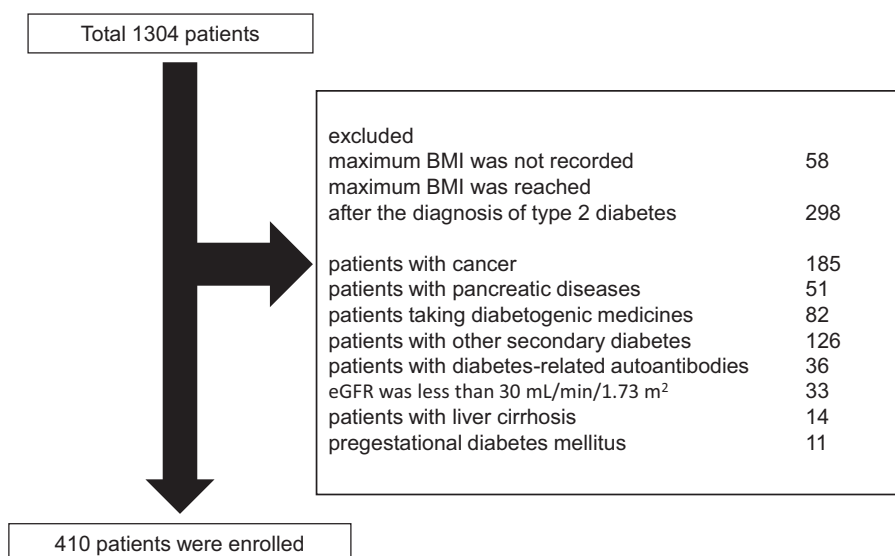 Total 1304 patients
excluded
maximum BMI was not recorded 58
maximum BMI was reached
after the diagnosis of type 2 diabetes 298
patients with cancer 185
patients with pancreatic diseases 51
patients taking diabetogenic medicines 82
patients with other secondary diabetes 126
patients with diabetes-related autoantibodies 36
eGFR was less than 30 mL/min/1.73 m² 33
patients with liver cirrhosis 14
pregestational diabetes mellitus 11
410 patients were enrolled